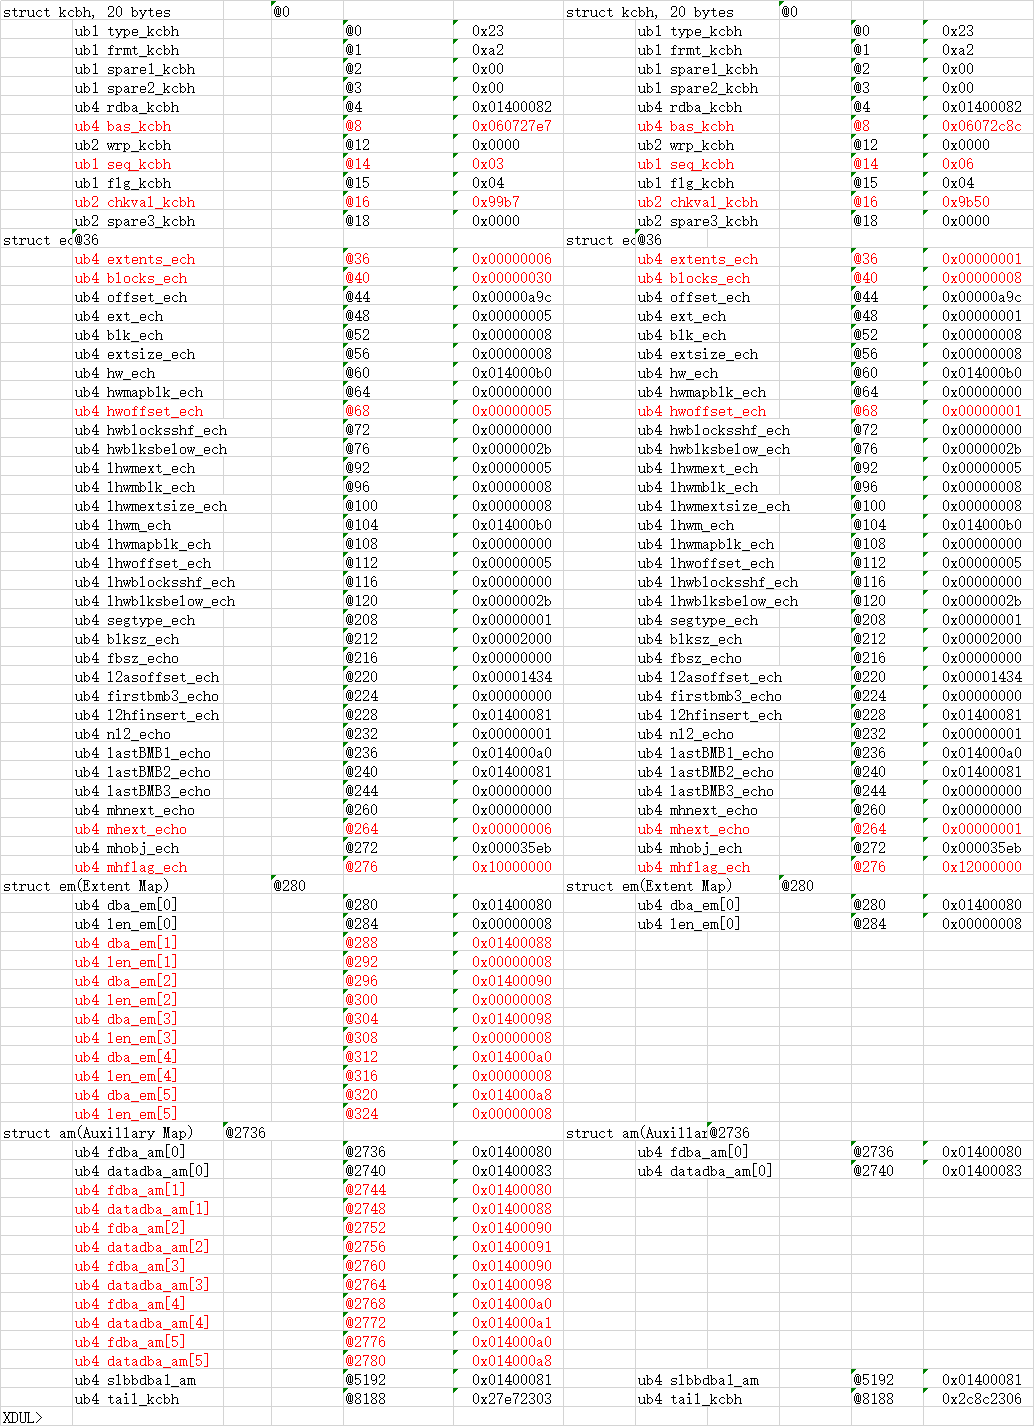 struct kcbh, 20 bytes @0 struct kcbh, 20 bytes @0
ub1 type_kcbh @0 0x23 ub1 type_kcbh @0 0x23
ub1 frmt_kcbh @1 0xa2 ub1 frmt_kcbh @1 0xa2
ub1 spare1_kcbh @2 0x00 ub1 spare1_kcbh @2 0x00
ub1 spare2_kcbh @3 0x00 ub1 spare2_kcbh @3 0x00
ub4 rdba_kcbh @4 0x01400082 ub4 rdba_kcbh @4 0x01400082
ub4 bas_kcbh @8 0x060727e7 ub4 bas_kcbh @8 0x06072c8c
ub2 wrp_kcbh @12 0x0000 ub2 wrp_kcbh @12 0x0000
ub1 seq_kcbh @14 0x03 ub1 seq_kcbh @14 0x06
ub1 flg_kcbh @15 0x04 ub1 flg_kcbh @15 0x04
ub2 chkval_kcbh @16 0x99b7 ub2 chkval_kcbh @16 0x9b50
ub2 spare3_kcbh @18 0x0000 ub2 spare3_kcbh @18 0x0000
struct ec @36 struct ec @36
ub4 extents_ech @36 0x00000006 ub4 extents_ech @36 0x00000001
ub4 blocks_ech @40 0x00000030 ub4 blocks_ech @40 0x00000008
ub4 offset_ech @44 0x00000a9c ub4 offset_ech @44 0x00000a9c
ub4 ext_ech @48 0x00000005 ub4 ext_ech @48 0x00000001
ub4 blk_ech @52 0x00000008 ub4 blk_ech @52 0x00000008
ub4 extsize_ech @56 0x00000008 ub4 extsize_ech @56 0x00000008
ub4 hw_ech @60 0x014000b0 ub4 hw_ech @60 0x014000b0
ub4 hwmapblk_ech @64 0x00000000 ub4 hwmapblk_ech @64 0x00000000
ub4 hwoffset_ech @68 0x00000005 ub4 hwoffset_ech @68 0x00000001
ub4 hwblocksshf_ech @72 0x00000000 ub4 hwblocksshf_ech @72 0x00000000
ub4 hwblksbelow_ech @76 0x0000002b ub4 hwblksbelow_ech @76 0x0000002b
ub4 lhwmext_ech @92 0x00000005 ub4 lhwmext_ech @92 0x00000005
ub4 lhwmblk_ech @96 0x00000008 ub4 lhwmblk_ech @96 0x00000008
ub4 lhwmextsize_ech @100 0x00000008 ub4 lhwmextsize_ech @100 0x00000008
ub4 lhwm_ech @104 0x014000b0 ub4 lhwm_ech @104 0x014000b0
ub4 lhwmapblk_ech @108 0x00000000 ub4 lhwmapblk_ech @108 0x00000000
ub4 lhwoffset_ech @112 0x00000005 ub4 lhwoffset_ech @112 0x00000005
ub4 lhwblocksshf_ech @116 0x00000000 ub4 lhwblocksshf_ech @116 0x00000000
ub4 lhwblksbelow_ech @120 0x0000002b ub4 lhwblksbelow_ech @120 0x0000002b
ub4 segtype_ech @208 0x00000001 ub4 segtype_ech @208 0x00000001
ub4 blksz_ech @212 0x00002000 ub4 blksz_ech @212 0x00002000
ub4 fbsz_echo @216 0x00000000 ub4 fbsz_echo @216 0x00000000
ub4 l2asoffset_ech @220 0x00001434 ub4 l2asoffset_ech @220 0x00001434
ub4 firstbmb3_echo @224 0x00000000 ub4 firstbmb3_echo @224 0x00000000
ub4 l2hfinsert_ech @228 0x01400081 ub4 l2hfinsert_ech @228 0x01400081
ub4 nl2_echo @232 0x00000001 ub4 nl2_echo @232 0x00000001
ub4 lastBMB1_echo @236 0x014000a0 ub4 lastBMB1_echo @236 0x014000a0
ub4 lastBMB2_echo @240 0x01400081 ub4 lastBMB2_echo @240 0x01400081
ub4 lastBMB3_echo @244 0x00000000 ub4 lastBMB3_echo @244 0x00000000
ub4 mhnext_echo @260 0x00000000 ub4 mhnext_echo @260 0x00000000
ub4 mhext_echo @264 0x00000006 ub4 mhext_echo @264 0x00000001
ub4 mhobj_ech @272 0x000035eb ub4 mhobj_ech @272 0x000035eb
ub4 mhflag_ech @276 0x10000000 ub4 mhflag_ech @276 0x12000000
struct em(Extent Map) @280 struct em(Extent Map) @280
ub4 dba_em[0] @280 0x01400080 ub4 dba_em[0] @280 0x01400080
ub4 len_em[0] @284 0x00000008 ub4 len_em[0] @284 0x00000008
ub4 dba_em[1] @288 0x01400088
ub4 len_em[1] @292 0x00000008
ub4 dba_em[2] @296 0x01400090
ub4 len_em[2] @300 0x00000008
ub4 dba_em[3] @304 0x01400098
ub4 len_em[3] @308 0x00000008
ub4 dba_em[4] @312 0x014000a0
ub4 len_em[4] @316 0x00000008
ub4 dba_em[5] @320 0x014000a8
ub4 len_em[5] @324 0x00000008
struct am(Auxillary Map) @2736 struct am(Auxillar @2736
ub4 fdba_am[0] @2736 0x01400080 ub4 fdba_am[0] @2736 0x01400080
ub4 datadba_am[0] @2740 0x01400083 ub4 datadba_am[0] @2740 0x01400083
ub4 fdba_am[1] @2744 0x01400080
ub4 datadba_am[1] @2748 0x01400088
ub4 fdba_am[2] @2752 0x01400090
ub4 datadba_am[2] @2756 0x01400091
ub4 fdba_am[3] @2760 0x01400090
ub4 datadba_am[3] @2764 0x01400098
ub4 fdba_am[4] @2768 0x014000a0
ub4 datadba_am[4] @2772 0x014000a1
ub4 fdba_am[5] @2776 0x014000a0
ub4 datadba_am[5] @2780 0x014000a8
ub4 slbbdba1_am @5192 0x01400081 ub4 slbbdba1_am @5192 0x01400081
ub4 tail_kcbh @8188 0x27e72303 ub4 tail_kcbh @8188 0x2c8c2306
XDUL>